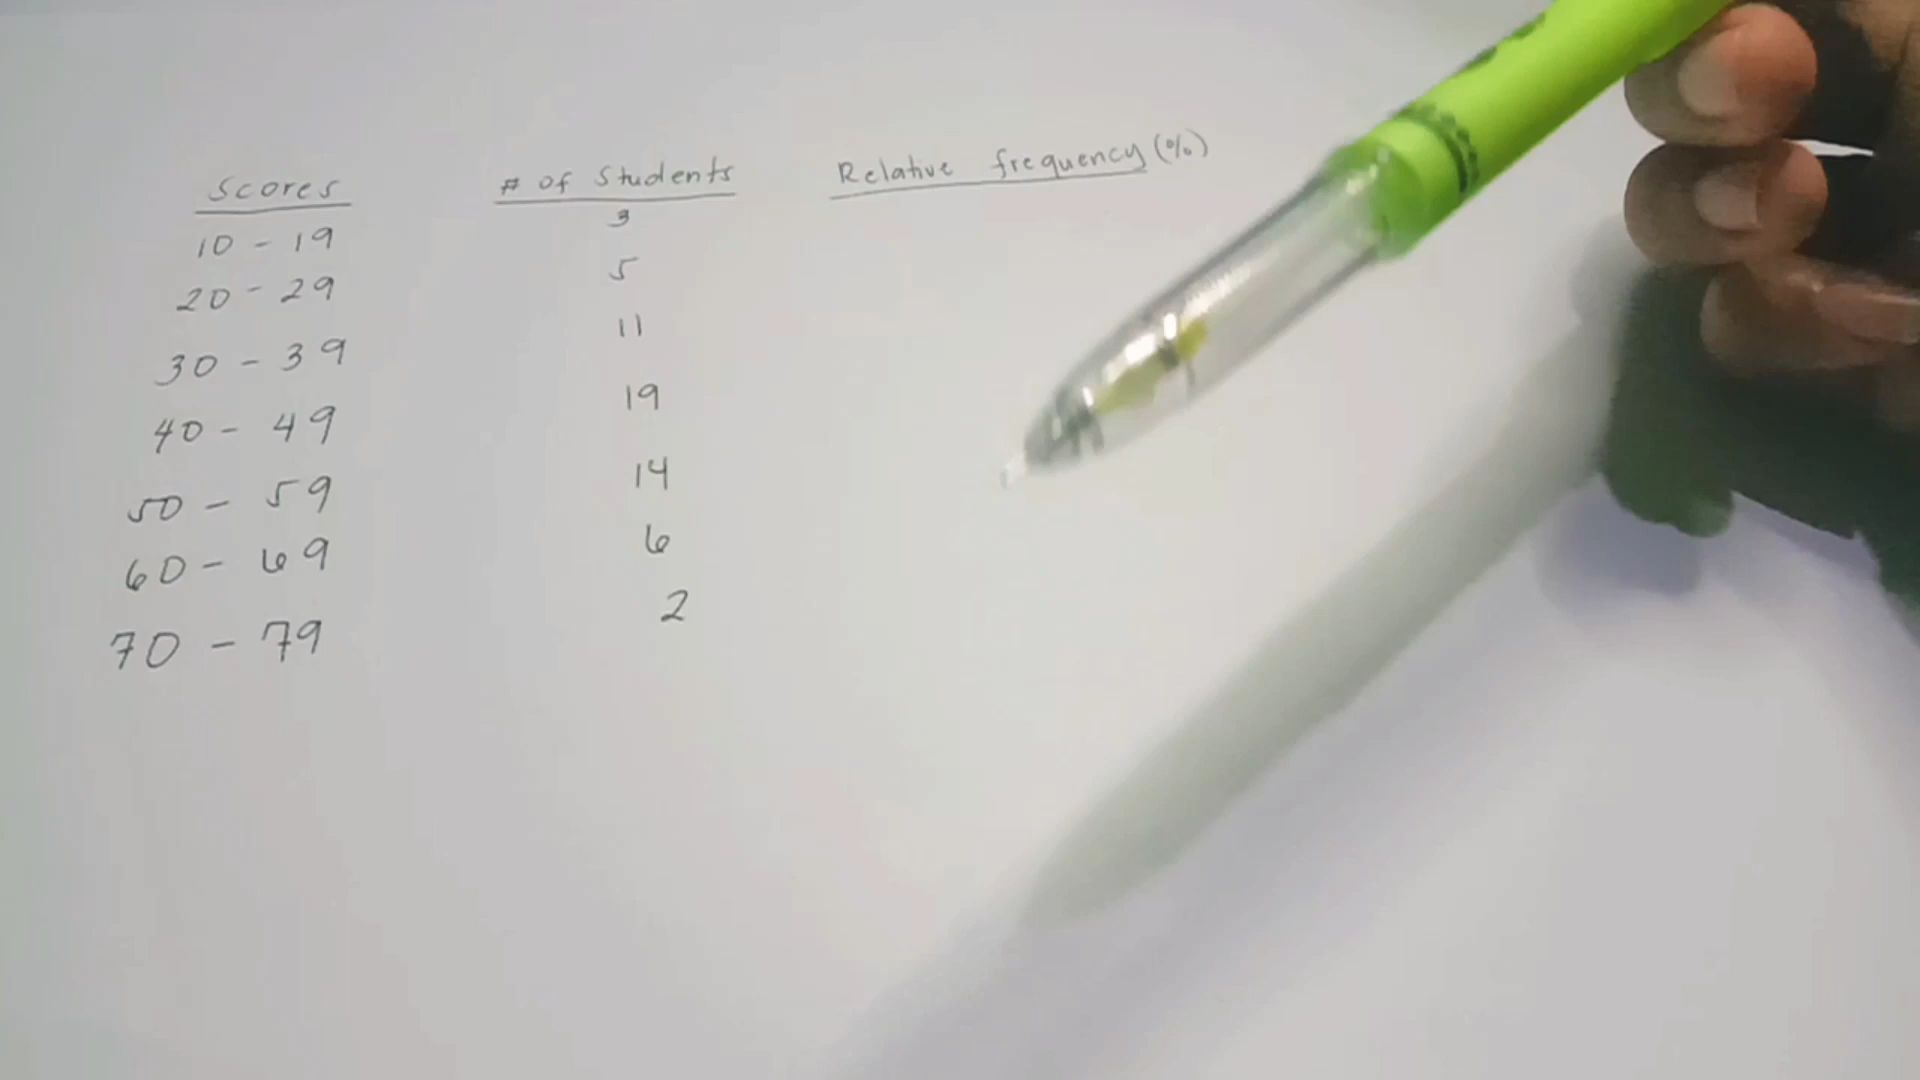 Scores # of Students Relative frequency (%)
10 - 19 3
20 - 29 5
30 - 39 11
40 - 49 19
50 - 59 14
60 - 69 6
70 - 79 2